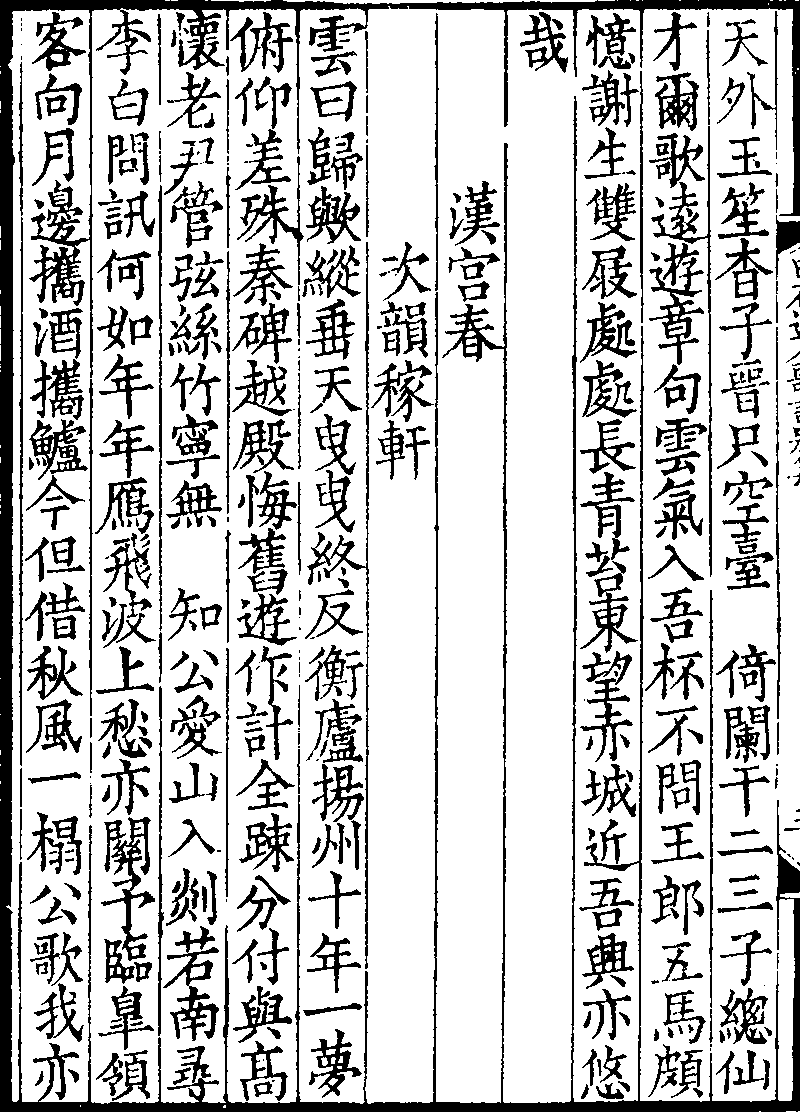 天外玉笙杳子晉只空臺　倚闌干二三子總仙
才爾歌遠遊章句雲氣入吾杯不問王郎五馬頗
憶謝生雙屐處處長青苔東望赤城近吾興亦悠
哉
漢宮春
次韻稼軒
雲曰歸歟縱垂天曳曳終反衡廬揚州十年一夢
俯仰差殊秦碑越殿悔舊遊作計全疎分付與高
懷老尹管弦絲竹寧無　知公愛山入剡若南尋
李白問訊何如年年鴈飛波上愁亦關予臨皐領
客向月邊攜酒攜鱸今但借秋風一榻公歌我亦